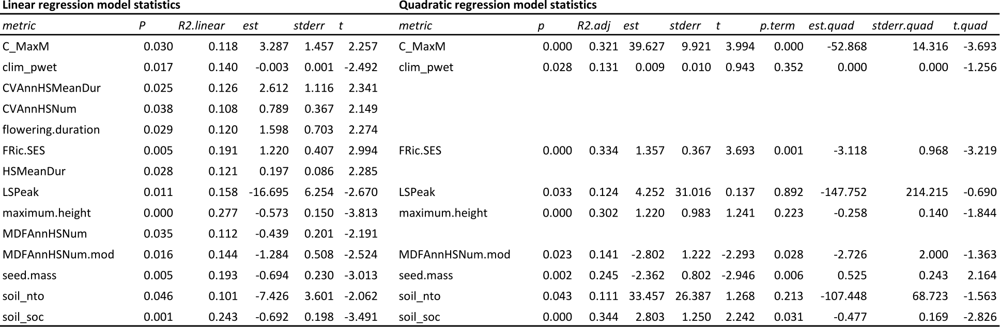 Linear regression model statistics Quadratic regression model statistics
metric P R2.linear est stderr t metric p R2.adj est stderr t p.term est.quad stderr.quad t.quad
C_MaxM 0.030 0.118 3.287 1.457 2.257 C_MaxM 0.000 0.321 39.627 9.921 3.994 0.000 -52.868 14.316 -3.693
clim_pwet 0.017 0.140 -0.003 0.001 -2.492 clim_pwet 0.028 0.131 0.009 0.010 0.943 0.352 0.000 0.000 -1.256
CVAnnHSMeanDur 0.025 0.126 2.612 1.116 2.341
CVAnnHSNum 0.038 0.108 0.789 0.367 2.149
flowering.duration 0.029 0.120 1.598 0.703 2.274
FRic.SES 0.005 0.191 1.220 0.407 2.994 FRic.SES 0.000 0.334 1.357 0.367 3.693 0.001 -3.118 0.968 -3.219
HSMeanDur 0.028 0.121 0.197 0.086 2.285
LSPeak 0.011 0.158 -16.695 6.254 -2.670 LSPeak 0.033 0.124 4.252 31.016 0.137 0.892 -147.752 214.215 -0.690
maximum.height 0.000 0.277 -0.573 0.150 -3.813 maximum.height 0.000 0.302 1.220 0.983 1.241 0.223 -0.258 0.140 -1.844
MDFAnnHSNum 0.035 0.112 -0.439 0.201 -2.191
MDFAnnHSNum.mod 0.016 0.144 -1.284 0.508 -2.524 MDFAnnHSNum.mod 0.023 0.141 -2.802 1.222 -2.293 0.028 -2.726 2.000 -1.363
seed.mass 0.005 0.193 -0.694 0.230 -3.013 seed.mass 0.002 0.245 -2.362 0.802 -2.946 0.006 0.525 0.243 2.164
soil_nto 0.046 0.101 -7.426 3.601 -2.062 soil_nto 0.043 0.111 33.457 26.387 1.268 0.213 -107.448 68.723 -1.563
soil_soc 0.001 0.243 -0.692 0.198 -3.491 soil_soc 0.000 0.344 2.803 1.250 2.242 0.031 -0.477 0.169 -2.826